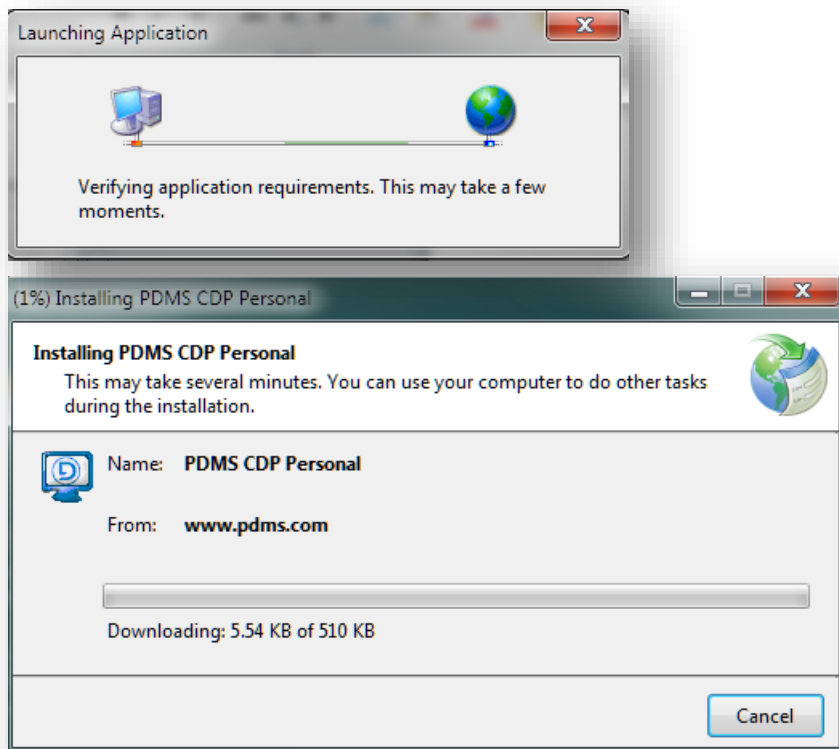 Launching Application
Verifying application requirements. This may take a few
moments.
(1%) Installing PDMS CDP Personal
Installing PDMS CDP Personal
This may take several minutes. You can use your computer to do other tasks
during the installation.
Name: PDMS CDP Personal
From: www.pdms.com
Downloading: 5.54 KB of 510 KB
Cancel